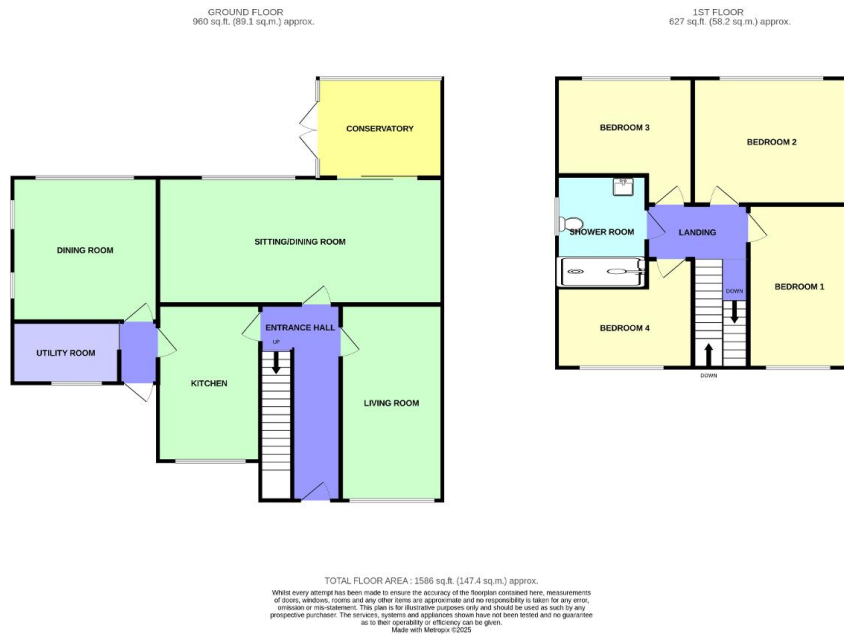 GROUND FLOOR
960 sq.ft. (89.1 sq.m.) approx.
1ST FLOOR
627 sq.ft. (58.2 sq.m.) approx.
CONSERVATORY
BEDROOM 3
BEDROOM 2
DINING ROOM
SITTING/DINING ROOM
SHOWER ROOM
LANDING
BEDROOM 1
DOWN
UTILITY ROOM
ENTRANCE HALL
UP
BEDROOM 4
KITCHEN
LIVING ROOM
DOWN
TOTAL FLOOR AREA : 1586 sq.ft. (147.4 sq.m.) approx.
Whilst every attempt has been made to ensure the accuracy of the floorplan contained here, measurements
of doors, windows, rooms and any other items are approximate and no responsibility is taken for any error,
omission or mis-statement. This plan is for illustrative purposes only and should be used as such by any
prospective purchaser. The services, systems and appliances shown have not been tested and no guarantee
as to their operability or efficiency can be given.
Made with Metropix ©2025